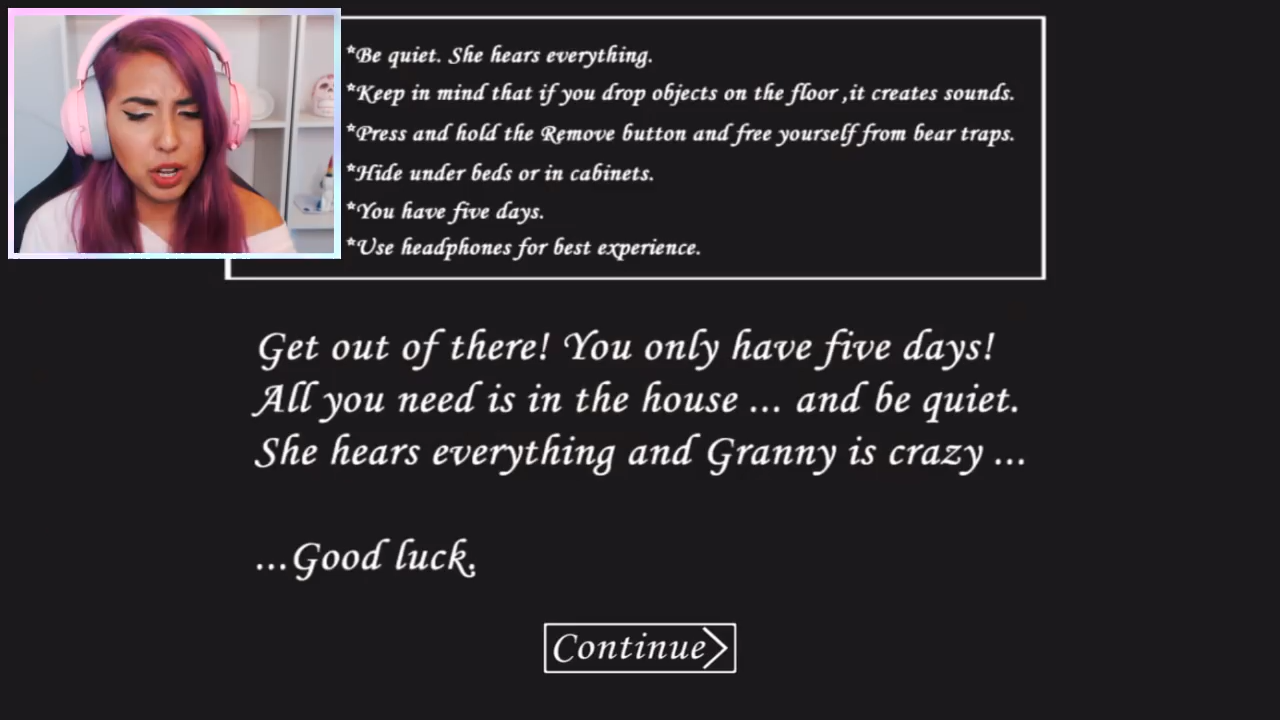 *Be quiet. She hears everything.
*Keep in mind that if you drop objects on the floor ,it creates sounds.
*Press and hold the Remove button and free yourself from bear traps.
*Hide under beds or in cabinets.
*You have five days.
*Use headphones for best experience.
Get out of there! You only have five days!
All you need is in the house ... and be quiet.
She hears everything and Granny is crazy ...
...Good luck.
Continue>